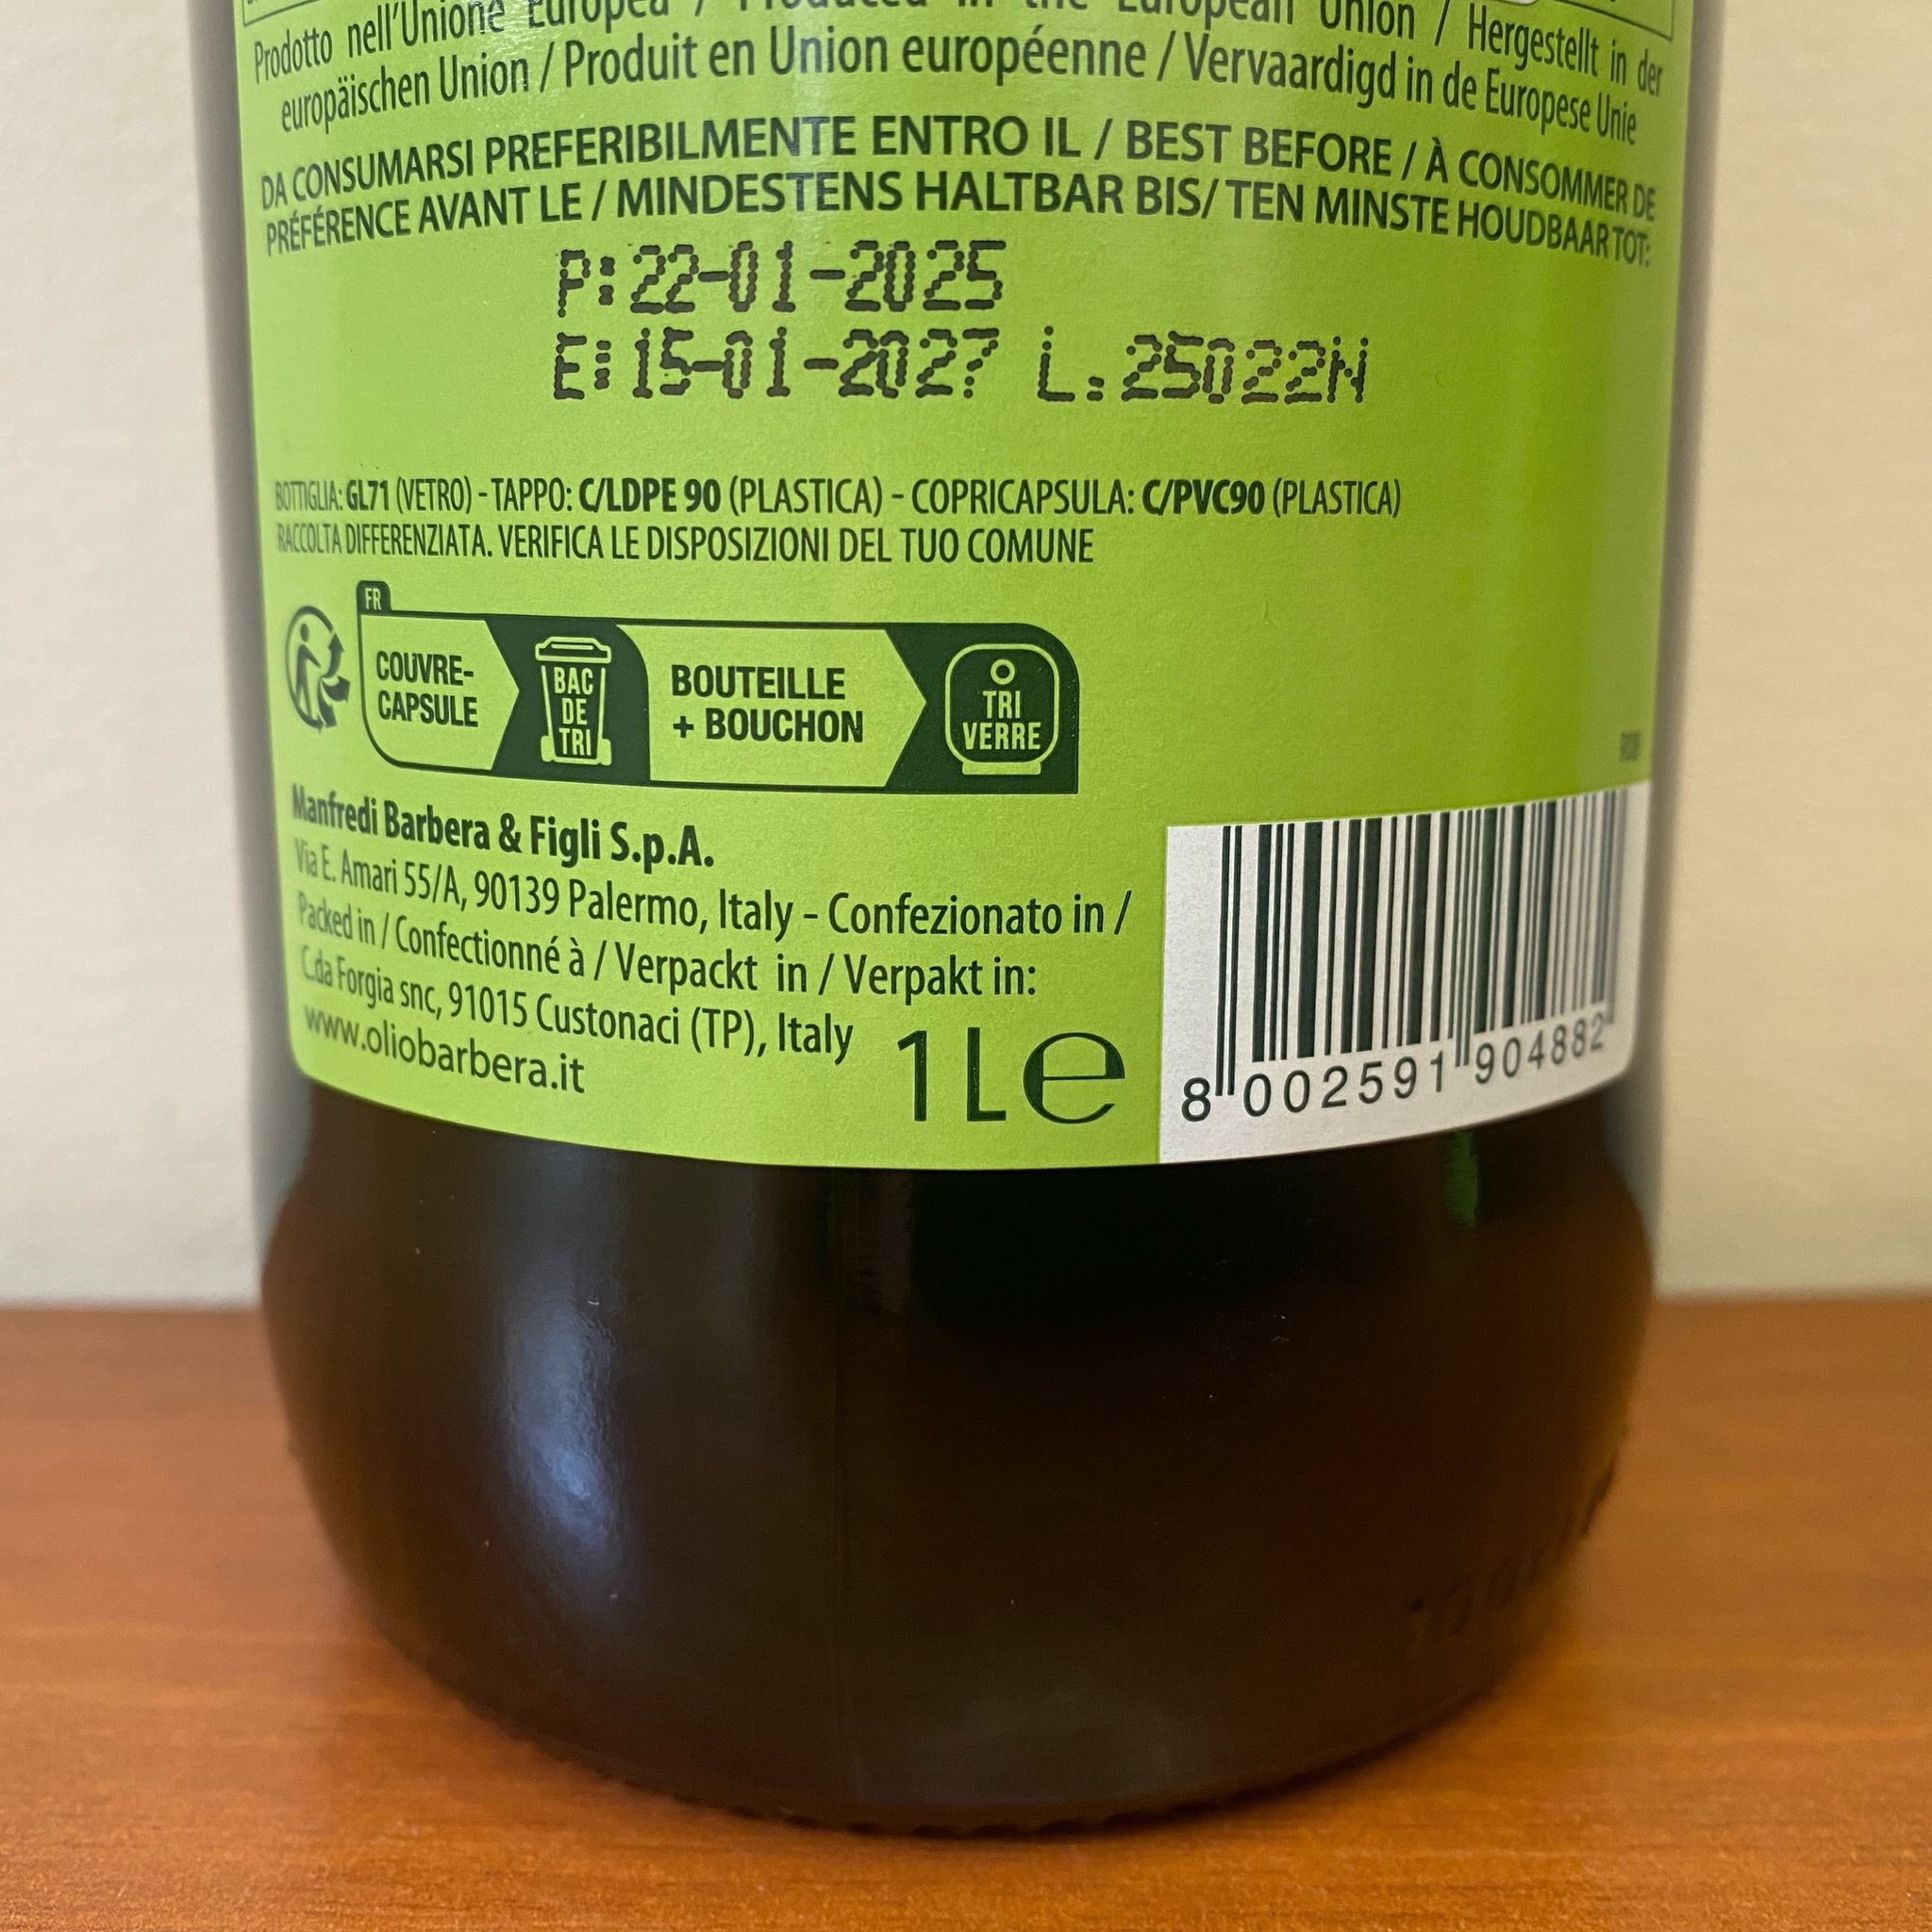 Prodotto nell'Unione Europea / Produced in the European Union / Hergestellt in der
europäischen Union / Produit en Union européenne / Vervaardigd in de Europese Unie
DA CONSUMARSI PREFERIBILMENTE ENTRO IL / BEST BEFORE / À CONSOMMER DE
PRÉFÉRENCE AVANT LE / MINDESTENS HALTBAR BIS/ TEN MINSTE HOUDBAAR TOT:
P:22-01-2025
E:15-01-2027 L.25022N
BOTTIGLIA: GL71 (VETRO) - TAPPO: C/LDPE 90 (PLASTICA) - COPRICAPSULA: C/PVC90 (PLASTICA)
RACCOLTA DIFFERENZIATA. VERIFICA LE DISPOSIZIONI DEL TUO COMUNE
FR
COUVRE-
CAPSULE
BAC
DE
TRI
BOUTEILLE
+ BOUCHON
TRI
VERRE
Manfredi Barbera & Figli S.p.A.
Via E. Amari 55/A, 90139 Palermo, Italy - Confezionato in /
Packed in / Confectionné à / Verpackt in / Verpakt in:
C.da Forgia snc, 91015 Custonaci (TP), Italy
www.oliobarbera.it
1L e
8 002591 904882